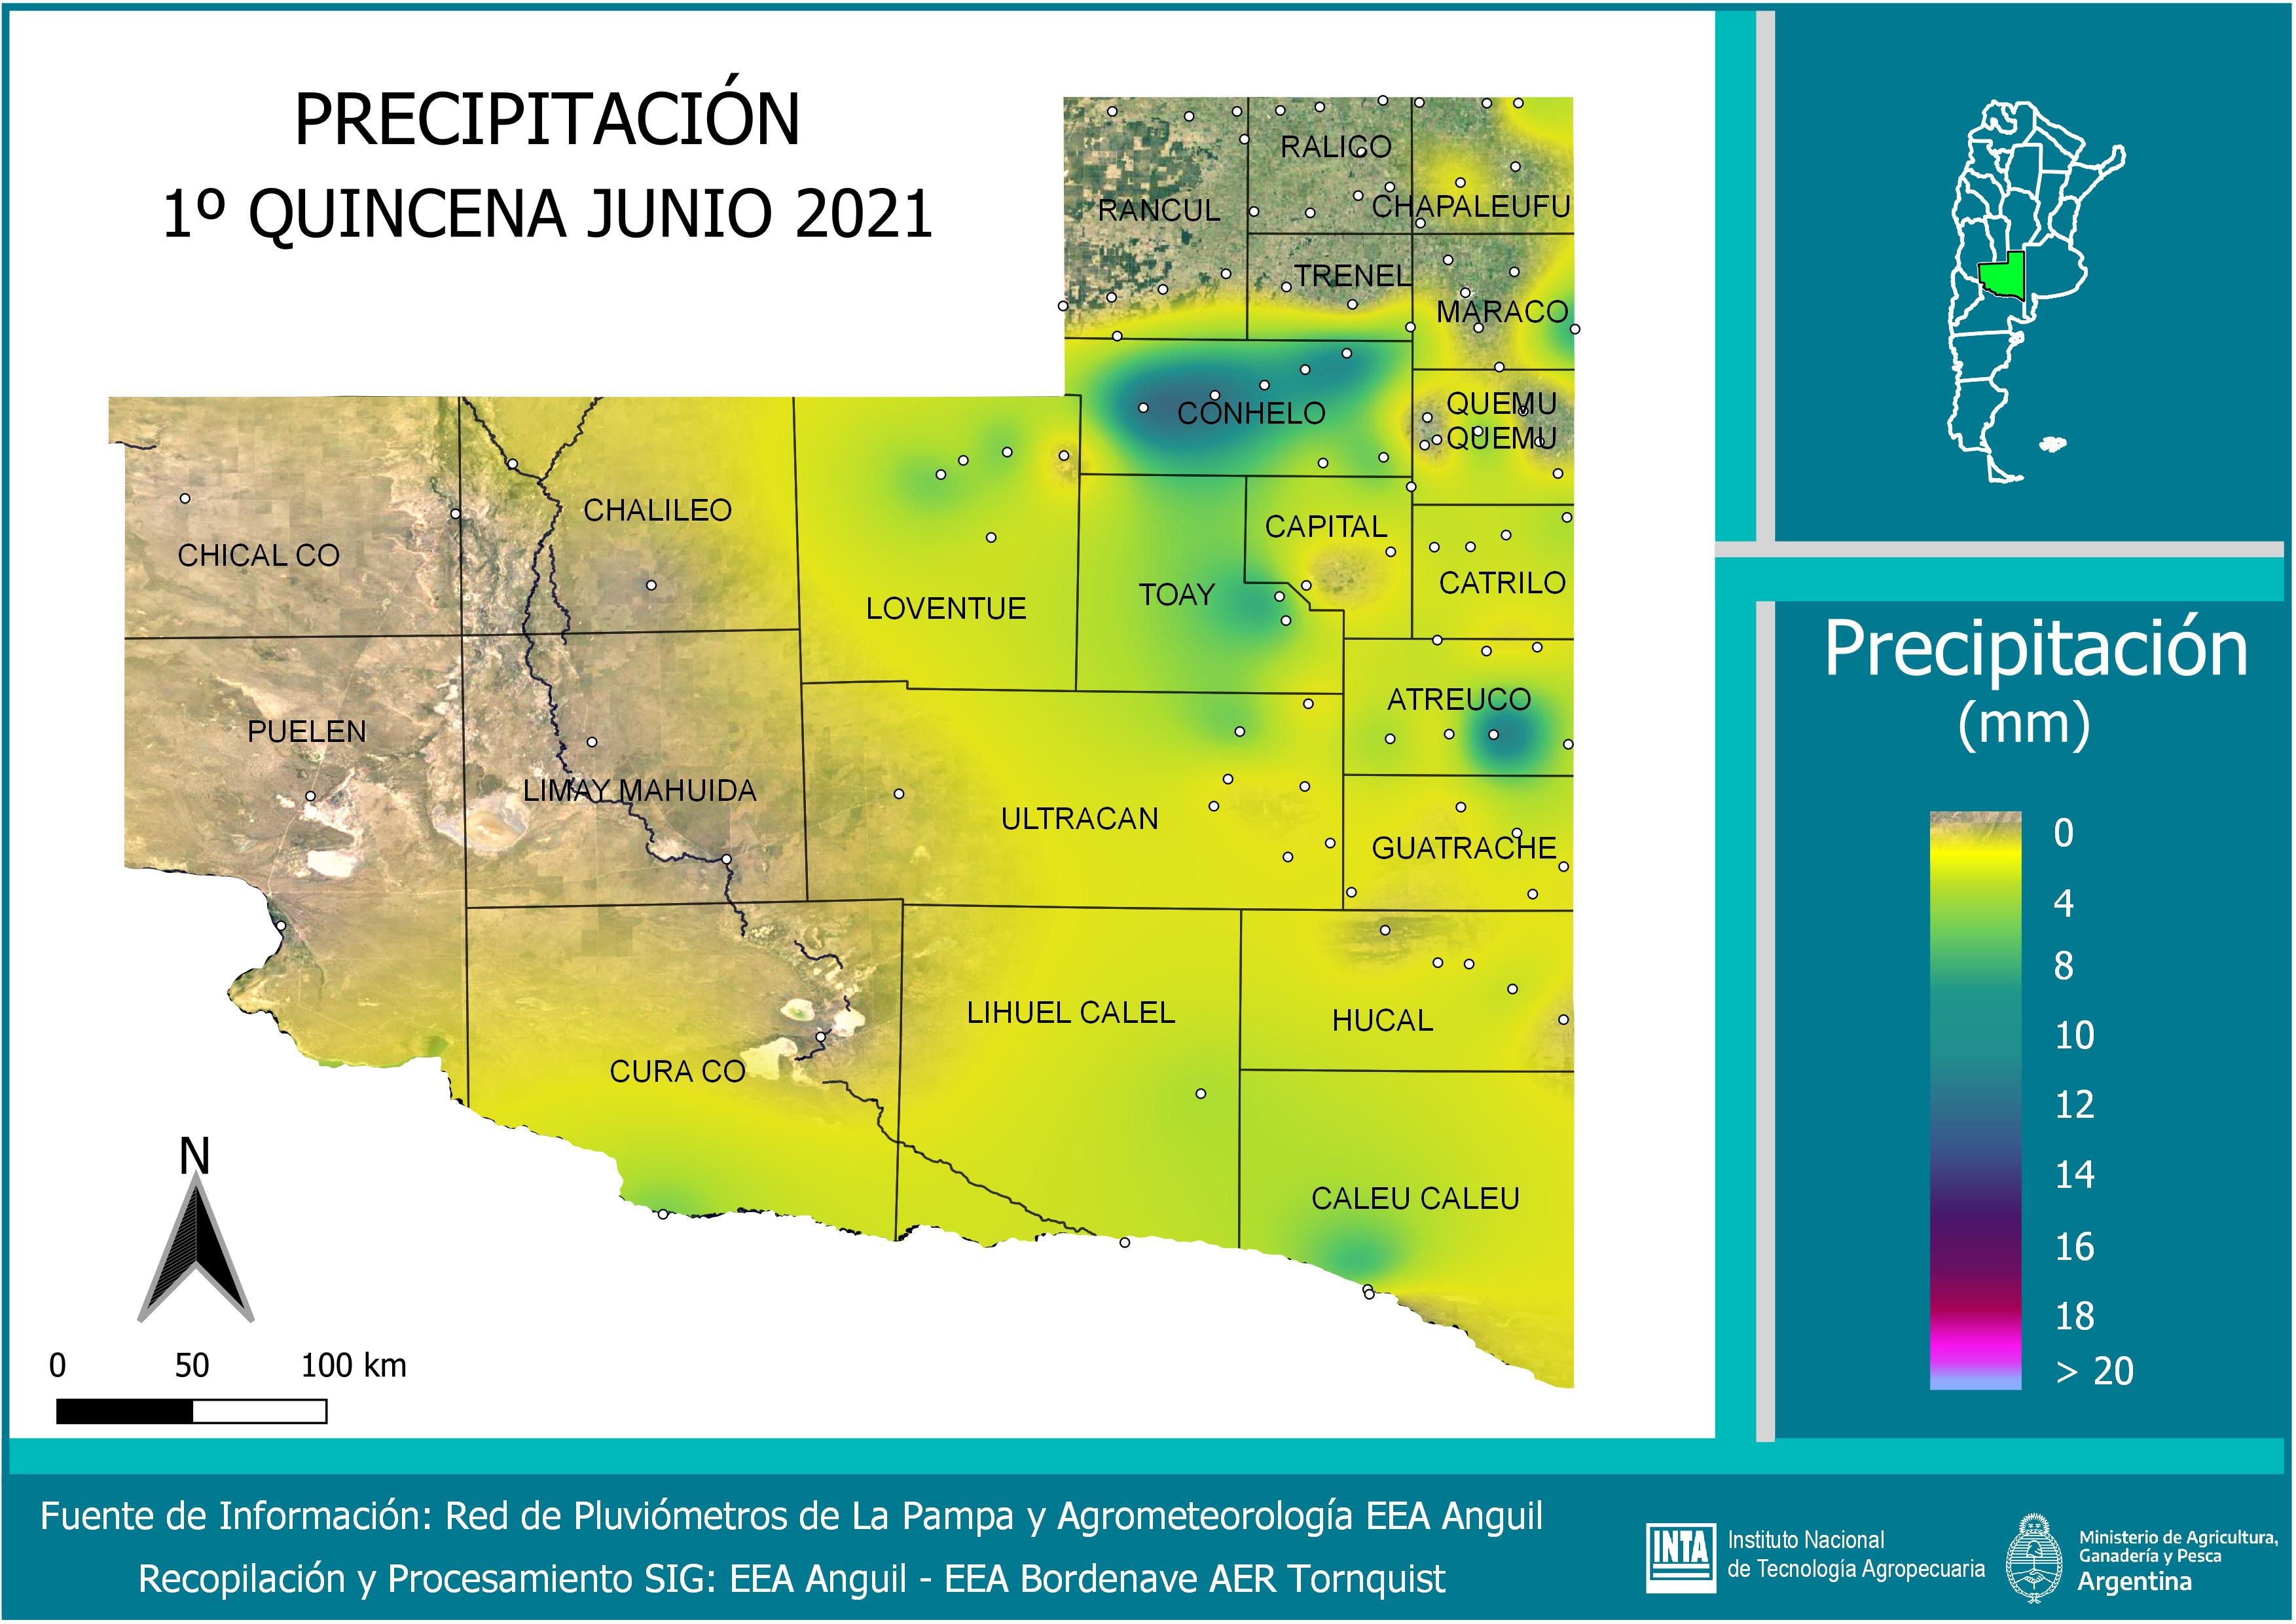 PRECIPITACIÓN
1º QUINCENA JUNIO 2021
RALICO
RANCUL
CHAPALEUFU
TRENEL
MARACO
CONHELO
QUEMU
QUEMU
CHALILEO
CAPITAL
CHICAL CO
LOVENTUE
TOAY
CATRILO
PUELEN
ATREUCO
LIMAY MAHUIDA
ULTRACAN
GUATRACHE
LIHUEL CALEL
HUCAL
CURA CO
CALEU CALEU
N
0 50 100 km
Precipitación
(mm)
0
4
8
10
12
14
16
18
> 20
Fuente de Información: Red de Pluviómetros de La Pampa y Agrometeorología EEA Anguil
Recopilación y Procesamiento SIG: EEA Anguil - EEA Bordenave AER Tornquist
INTA
Instituto Nacional
de Tecnología Agropecuaria
Ministerio de Agricultura,
Ganadería y Pesca
Argentina